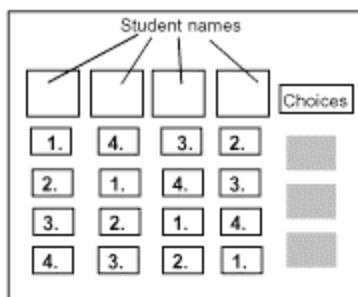 Student names
Choices
1. 4. 3. 2.
2. 1. 4. 3.
3. 2. 1. 4.
4. 3. 2. 1.